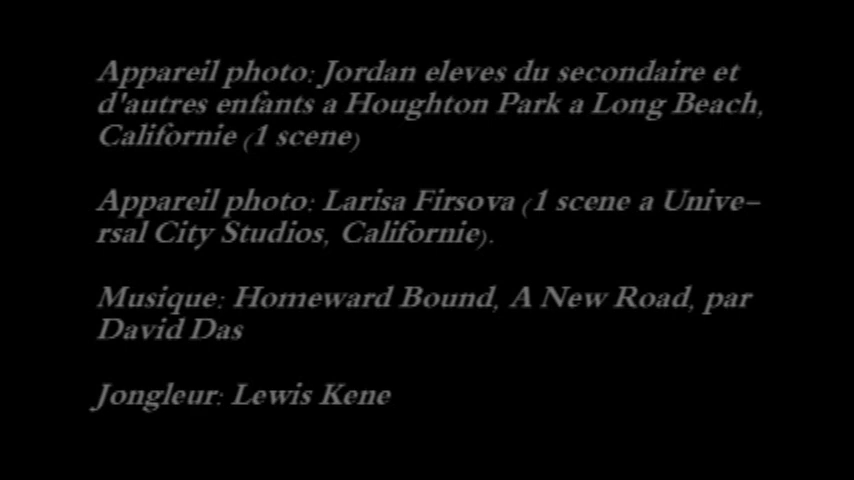 Appareil photo: Jordan eleves du secondaire et
d'autres enfants a Houghton Park a Long Beach,
Californie (1 scene)
Appareil photo: Larisa Firsova (1 scene a Unive-
rsal City Studios, Californie).
Musique: Homeward Bound, A New Road, par
David Das
Jongleur: Lewis Kene